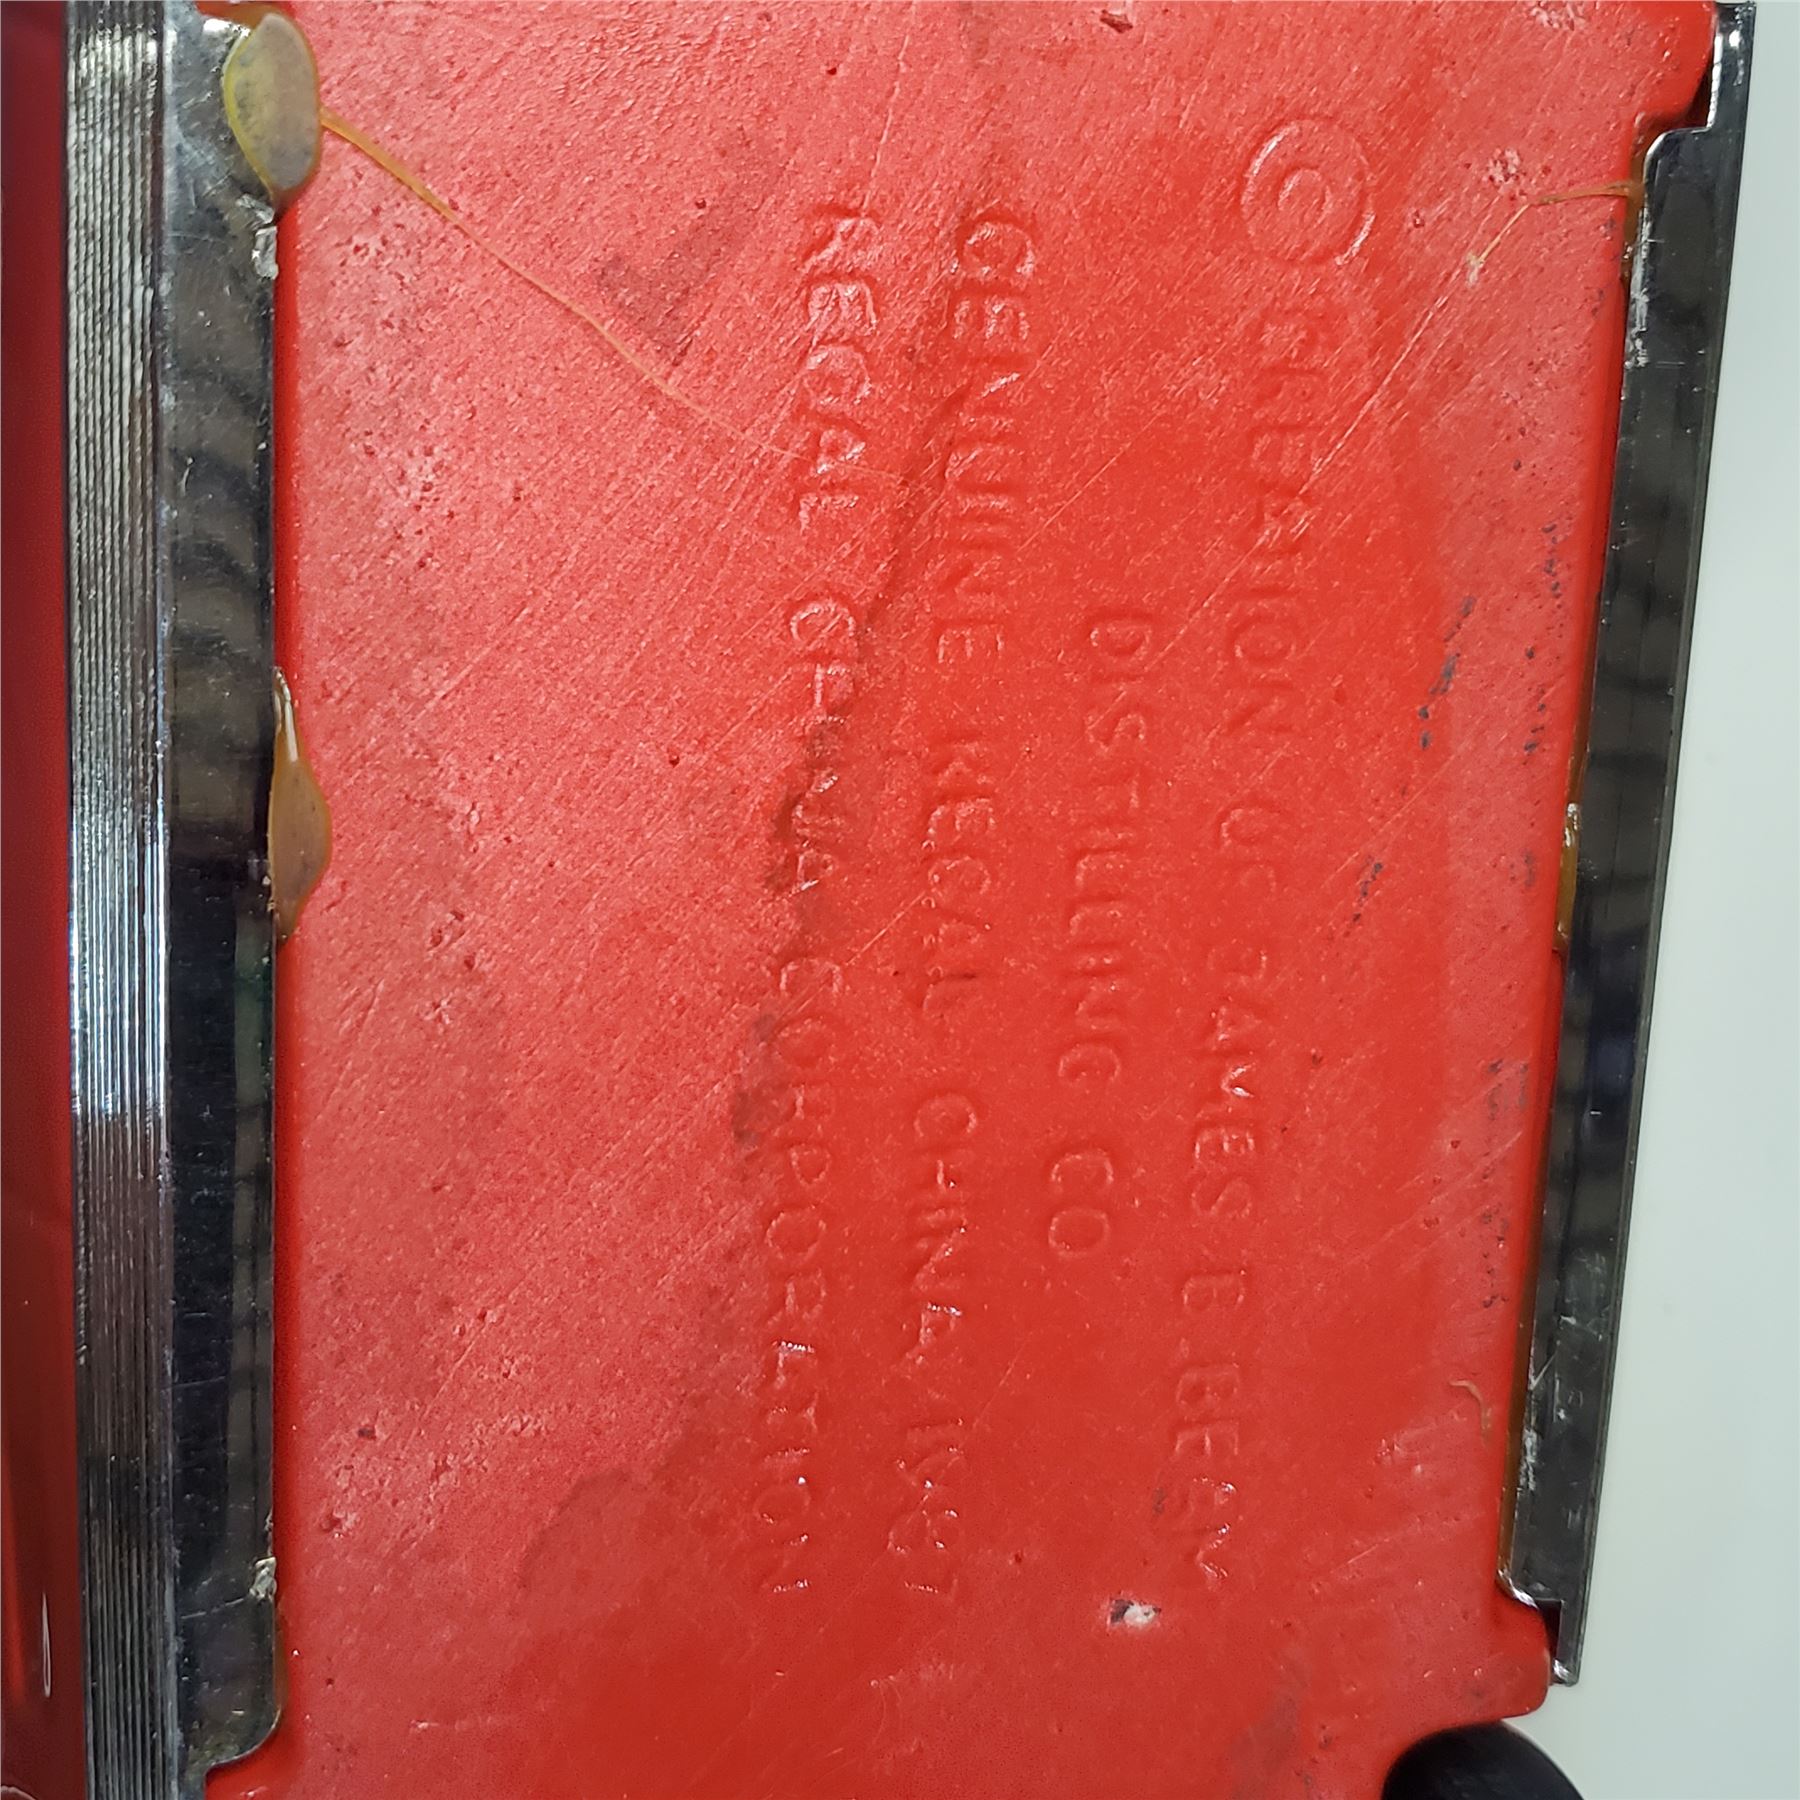 © CREATION OF JAMES B. BEAM
DISTILLING CO
GENUINE REGAL CHINA 1967
REGAL CHINA CORPORATION